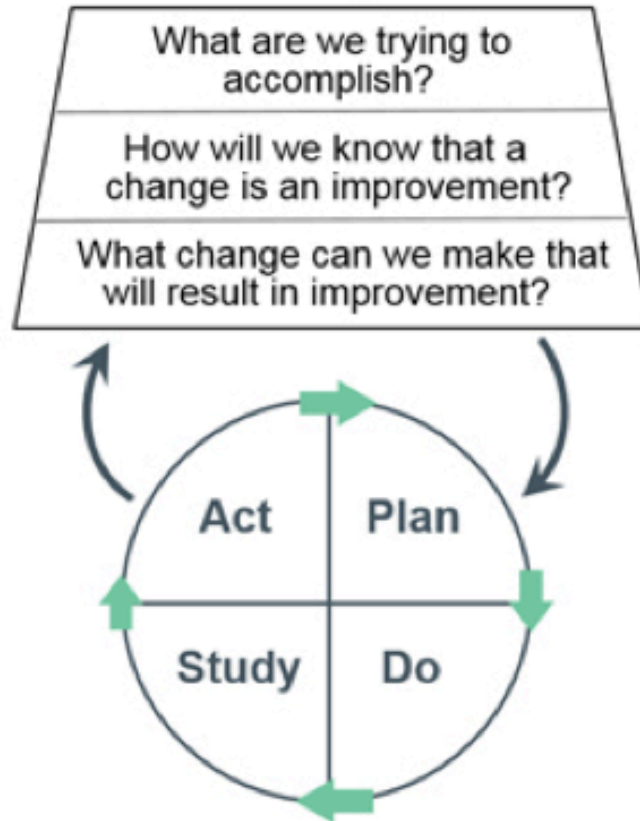 What are we trying to
accomplish?
How will we know that a
change is an improvement?
What change can we make that
will result in improvement?
Act
Plan
Study
Do